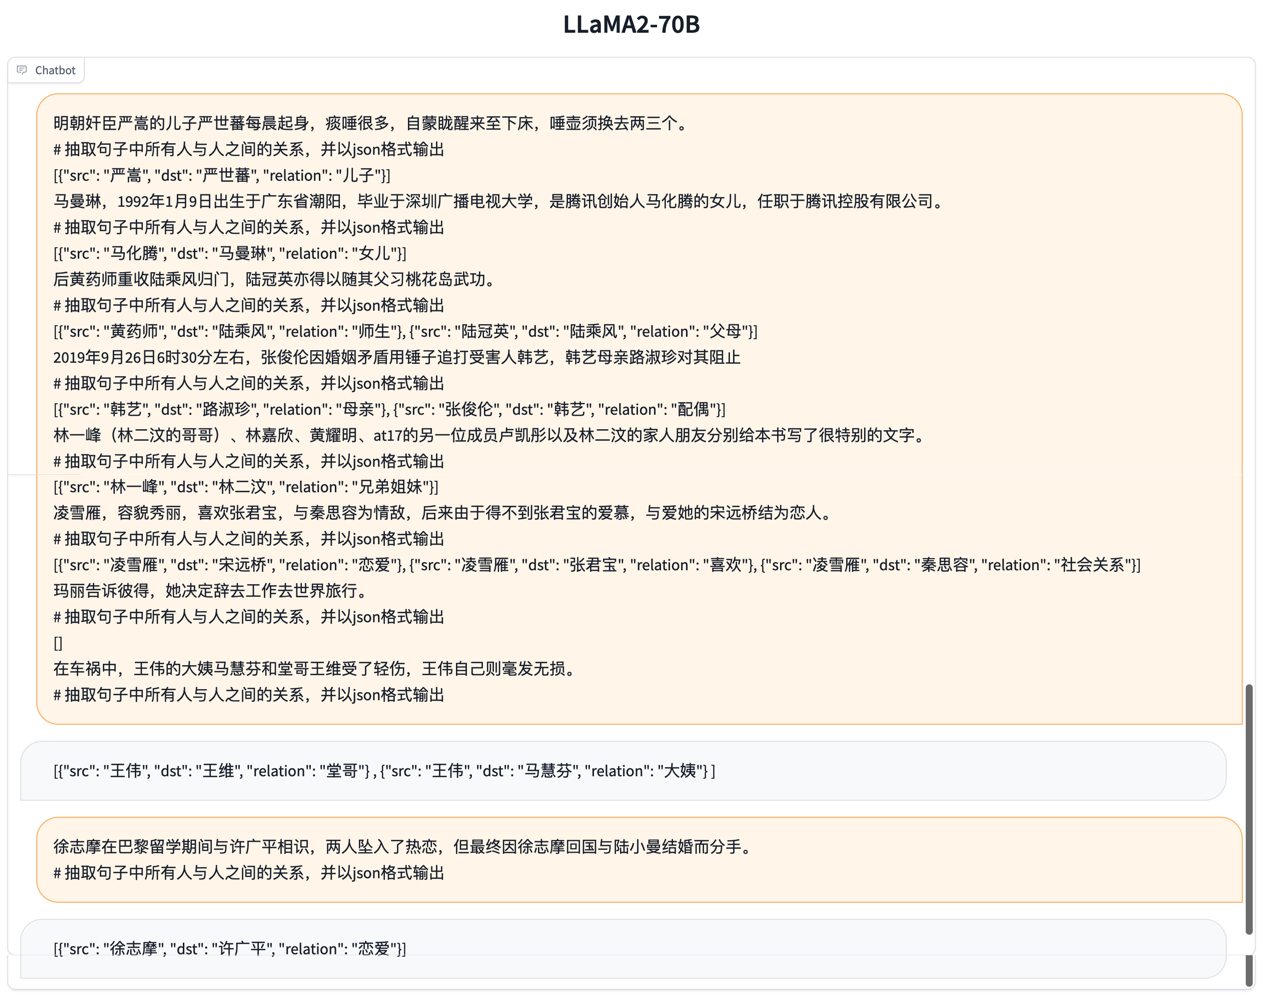 LLaMA2-70B
Chatbot
明朝奸臣严嵩的儿子严世蕃每晨起身，痰唾很多，自蒙眬醒来至下床，唾壶须换去两三个。
# 抽取句子中所有人与人之间的关系，并以json格式输出
[{"src": "严嵩", "dst": "严世蕃", "relation": "儿子"}]
马曼琳，1992年1月9日出生于广东省潮阳，毕业于深圳广播电视大学，是腾讯创始人马化腾的女儿，任职于腾讯控股有限公司。
# 抽取句子中所有人与人之间的关系，并以json格式输出
[{"src": "马化腾", "dst": "马曼琳", "relation": "女儿"}]
后黄药师重收陆乘风归门，陆冠英亦得以随其父习桃花岛武功。
# 抽取句子中所有人与人之间的关系，并以json格式输出
[{"src": "黄药师", "dst": "陆乘风", "relation": "师生"}, {"src": "陆冠英", "dst": "陆乘风", "relation": "父母"}]
2019年9月26日6时30分左右，张俊伦因婚姻矛盾用锤子追打受害人韩艺，韩艺母亲路淑珍对其阻止
# 抽取句子中所有人与人之间的关系，并以json格式输出
[{"src": "韩艺", "dst": "路淑珍", "relation": "母亲"}, {"src": "张俊伦", "dst": "韩艺", "relation": "配偶"}]
林一峰（林二汶的哥哥）、林嘉欣、黄耀明、at17的另一位成员卢凯彤以及林二汶的家人朋友分别给本书写了很特别的文字。
# 抽取句子中所有人与人之间的关系，并以json格式输出
[{"src": "林一峰", "dst": "林二汶", "relation": "兄弟姐妹"}]
凌雪雁，容貌秀丽，喜欢张君宝，与秦思容为情敌，后来由于得不到张君宝的爱慕，与爱她的宋远桥结为恋人。
# 抽取句子中所有人与人之间的关系，并以json格式输出
[{"src": "凌雪雁", "dst": "宋远桥", "relation": "恋爱"}, {"src": "凌雪雁", "dst": "张君宝", "relation": "喜欢"}, {"src": "凌雪雁", "dst": "秦思容", "relation": "社会关系"}]
玛丽告诉彼得，她决定辞去工作去世界旅行。
# 抽取句子中所有人与人之间的关系，并以json格式输出
[]
在车祸中，王伟的大姨马慧芬和堂哥王维受了轻伤，王伟自己则毫发无损。
# 抽取句子中所有人与人之间的关系，并以json格式输出
[{"src": "王伟", "dst": "王维", "relation": "堂哥"} , {"src": "王伟", "dst": "马慧芬", "relation": "大姨"} ]
徐志摩在巴黎留学期间与许广平相识，两人坠入了热恋，但最终因徐志摩回国与陆小曼结婚而分手。
# 抽取句子中所有人与人之间的关系，并以json格式输出
[{"src": "徐志摩", "dst": "许广平", "relation": "恋爱"}]